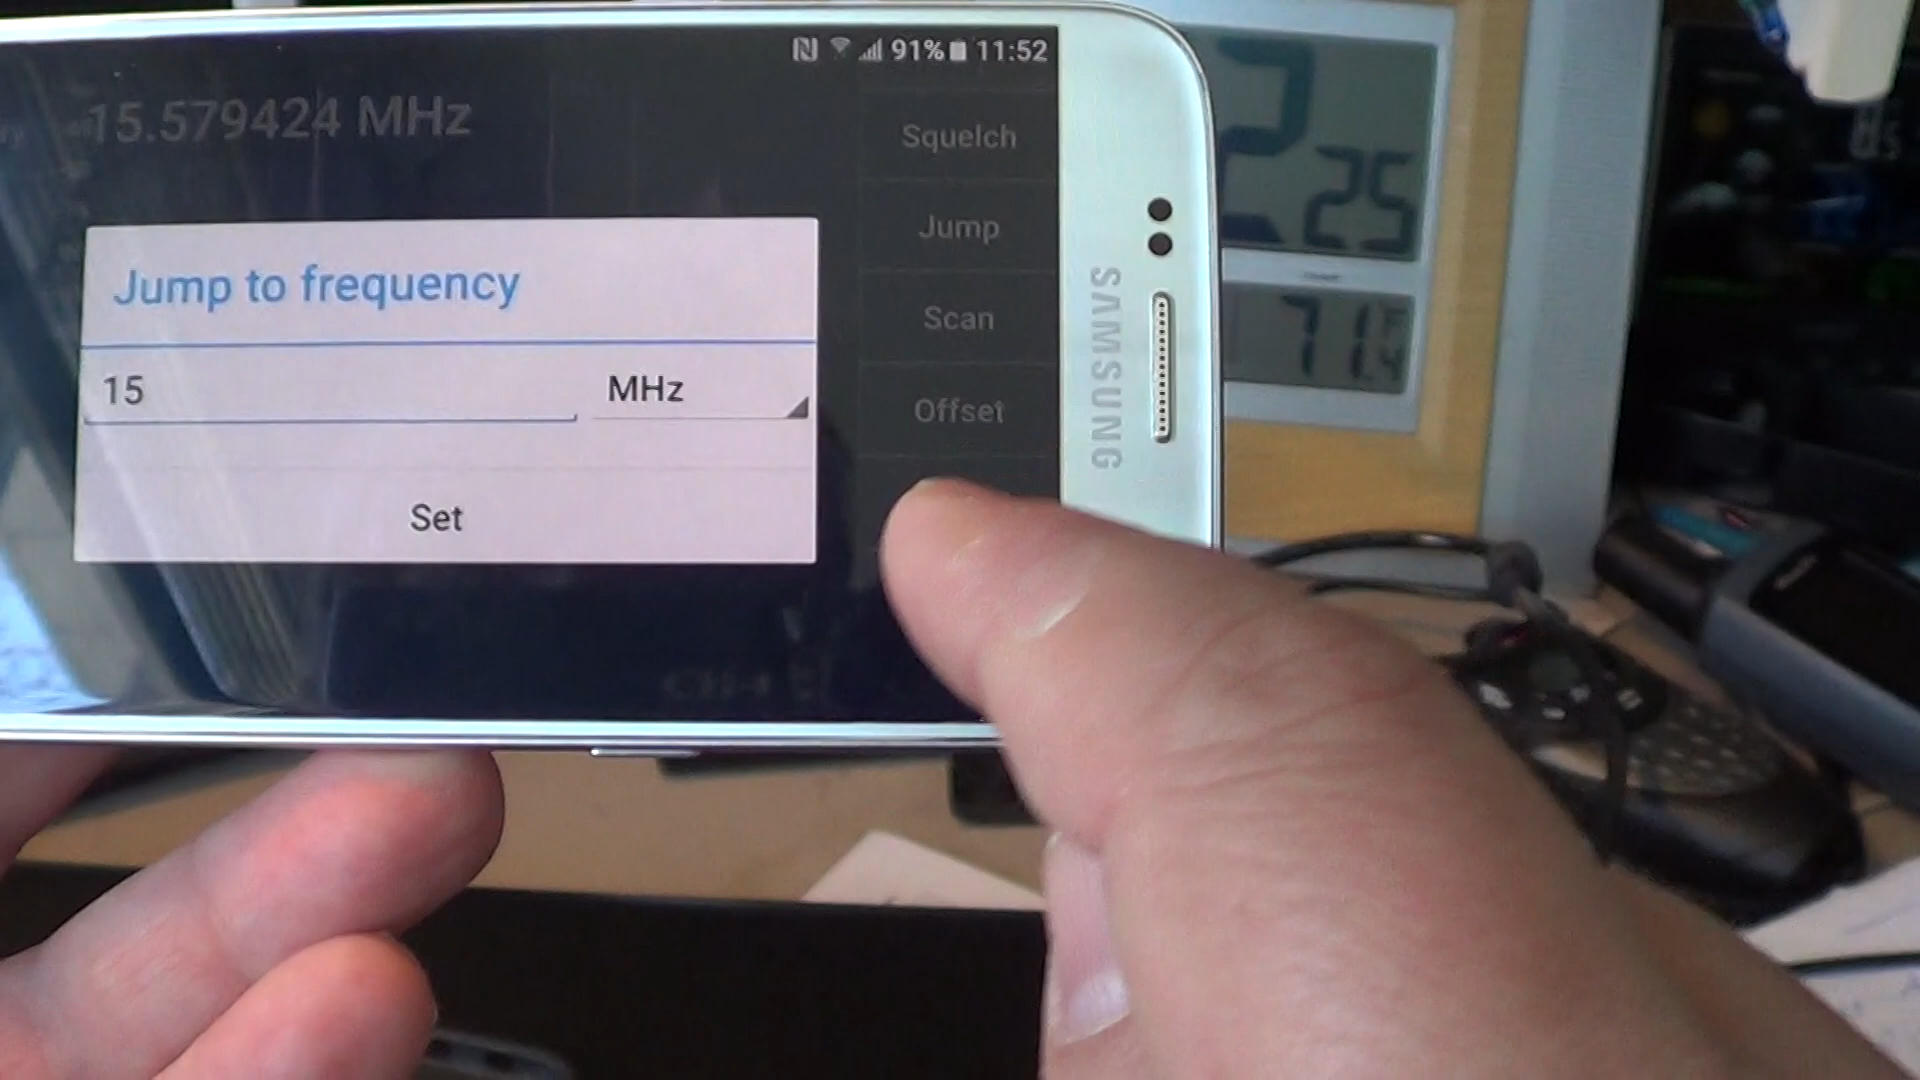 91% 11:52
15.579424 MHz
Squelch
Jump
Scan
Offset
Jump to frequency
15 MHz
Set
SAMSUNG
25
71.4